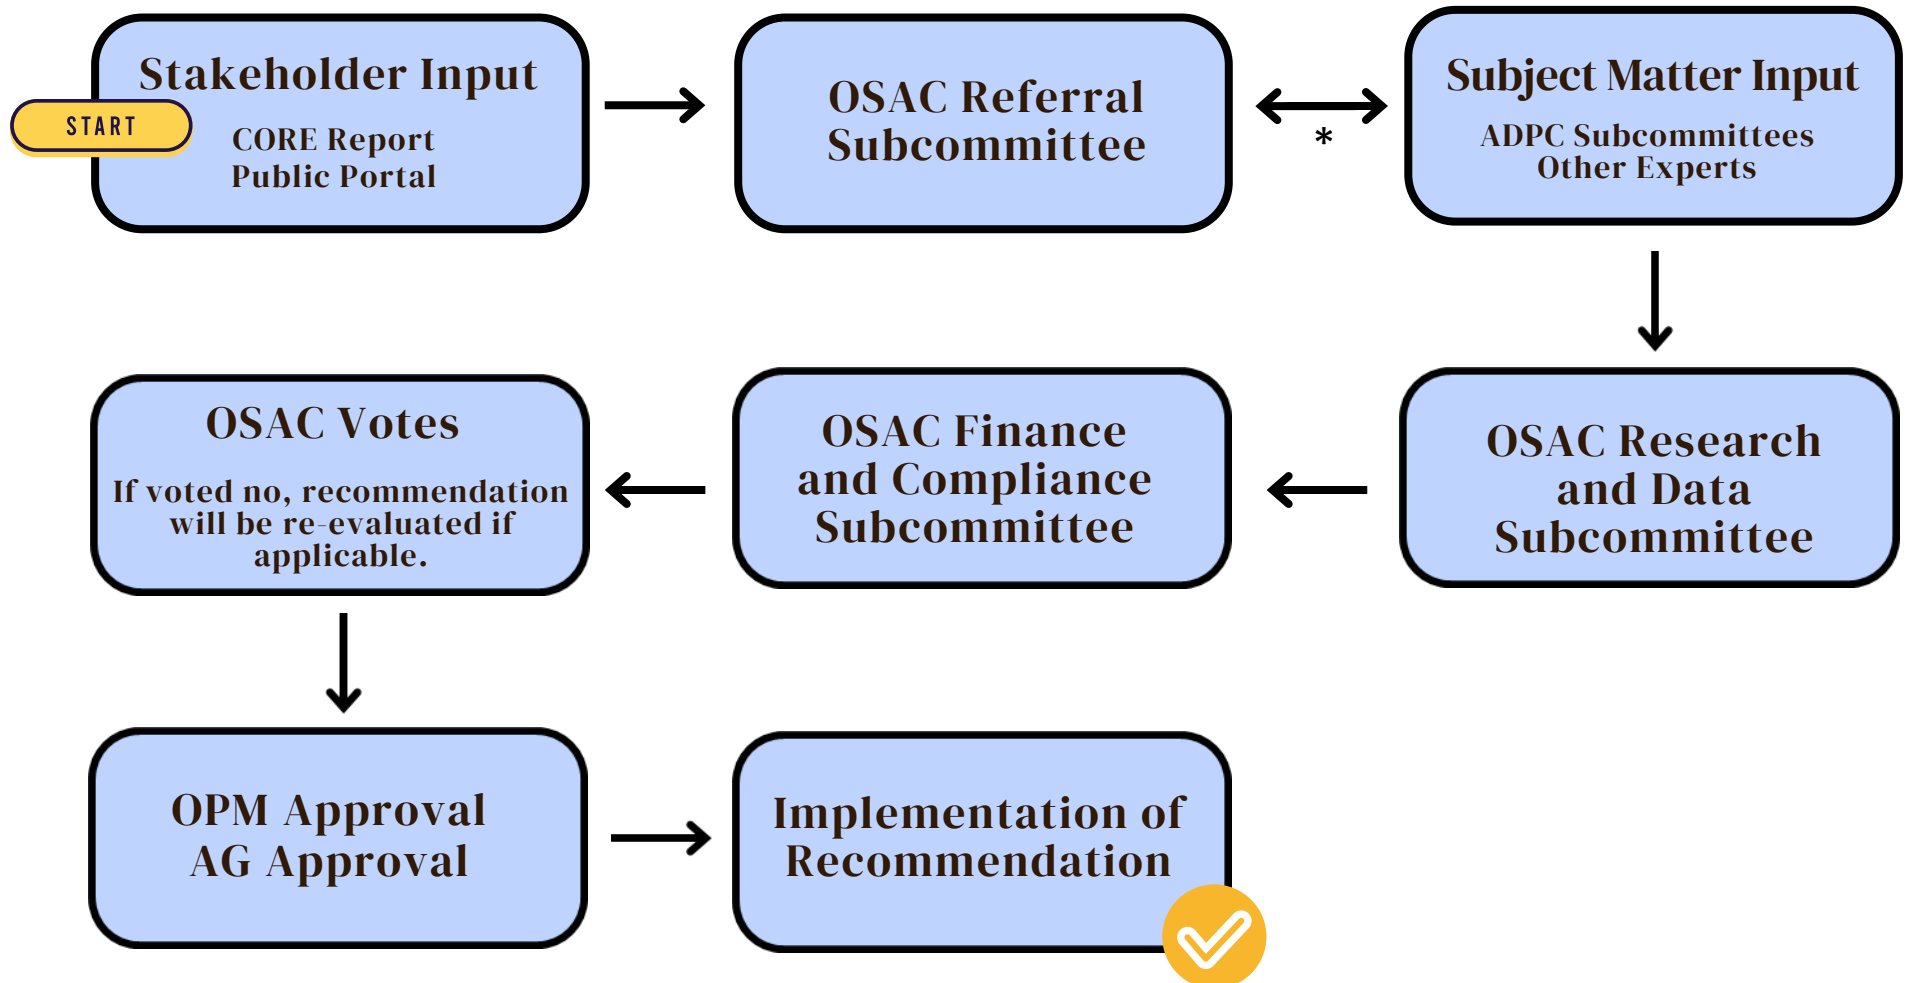 Stakeholder Input
START
CORE Report
Public Portal
OSAC Referral
Subcommittee
*
Subject Matter Input
ADPC Subcommittees
Other Experts
OSAC Research
and Data
Subcommittee
OSAC Finance
and Compliance
Subcommittee
OSAC Votes
If voted no, recommendation
will be re-evaluated if
applicable.
OPM Approval
AG Approval
Implementation of
Recommendation